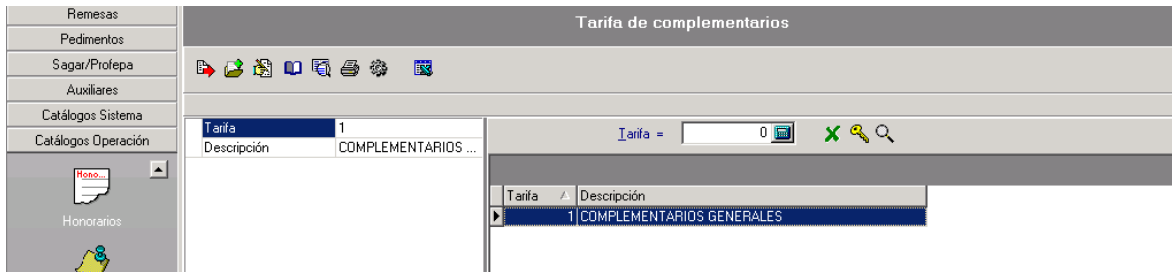 Remesas
Pedimentos
Sagar/Profepa
Auxiliares
Catálogos Sistema
Catálogos Operación
Hono...
Honorarios
Tarifa de complementarios
Tarifa 1
Descripción COMPLEMENTARIOS ...
Tarifa = 0
Tarifa Descripción
1 COMPLEMENTARIOS GENERALES